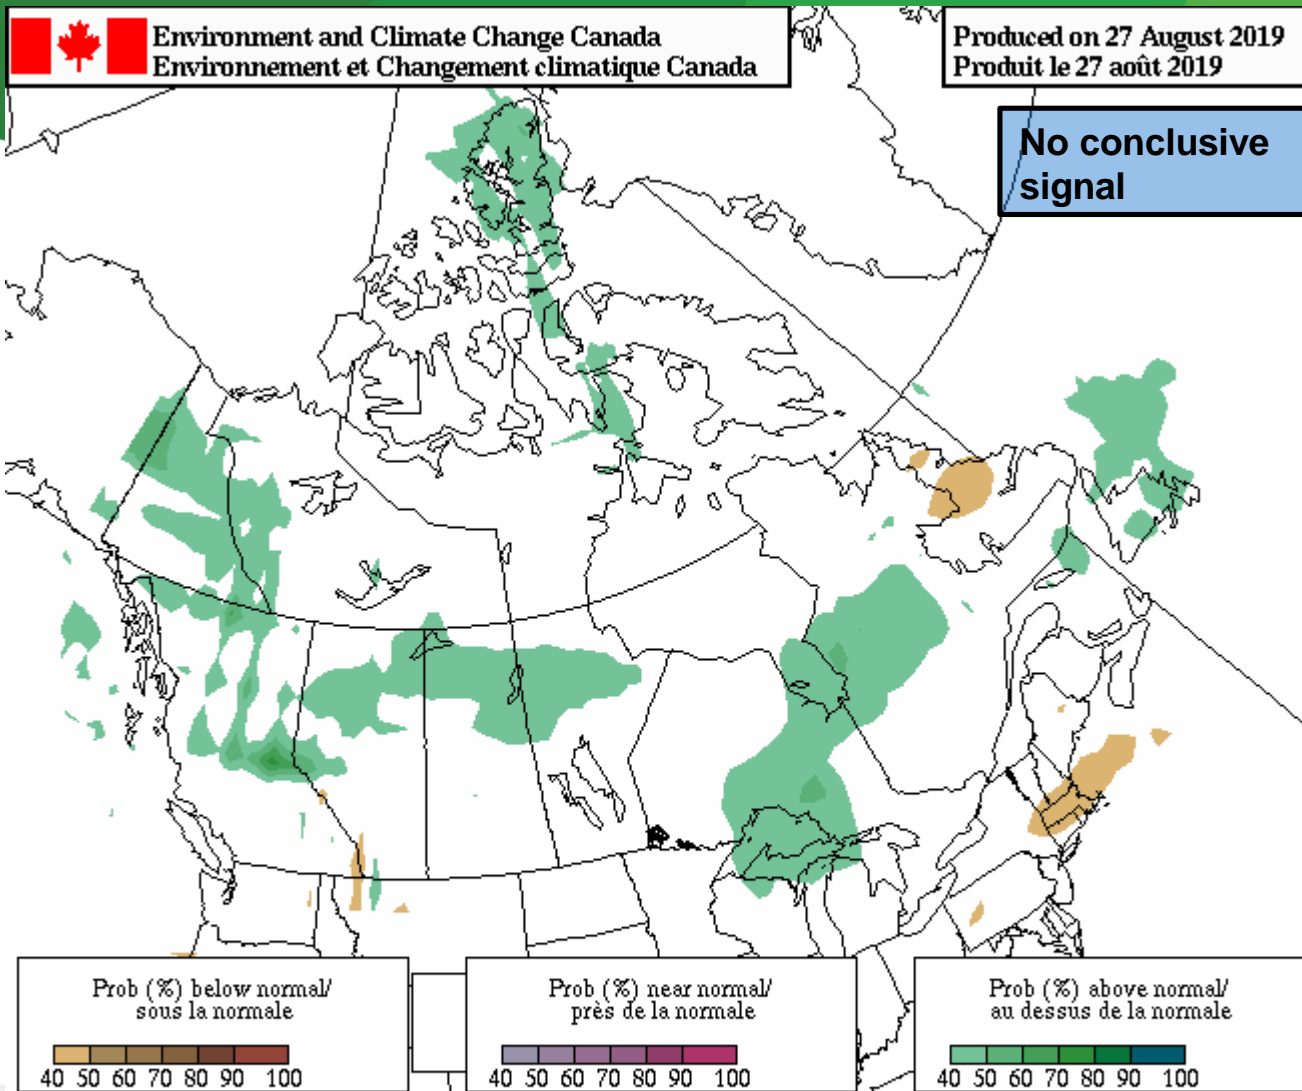 Environment and Climate Change Canada
Environnement et Changement climatique Canada
Produced on 27 August 2019
Produit le 27 août 2019
No conclusive
signal
Prob (%) below normal/
sous la normale
40 50 60 70 80 90 100
Prob (%) near normal/
près de la normale
40 50 60 70 80 90 100
Prob (%) above normal/
au dessus de la normale
40 50 60 70 80 90 100